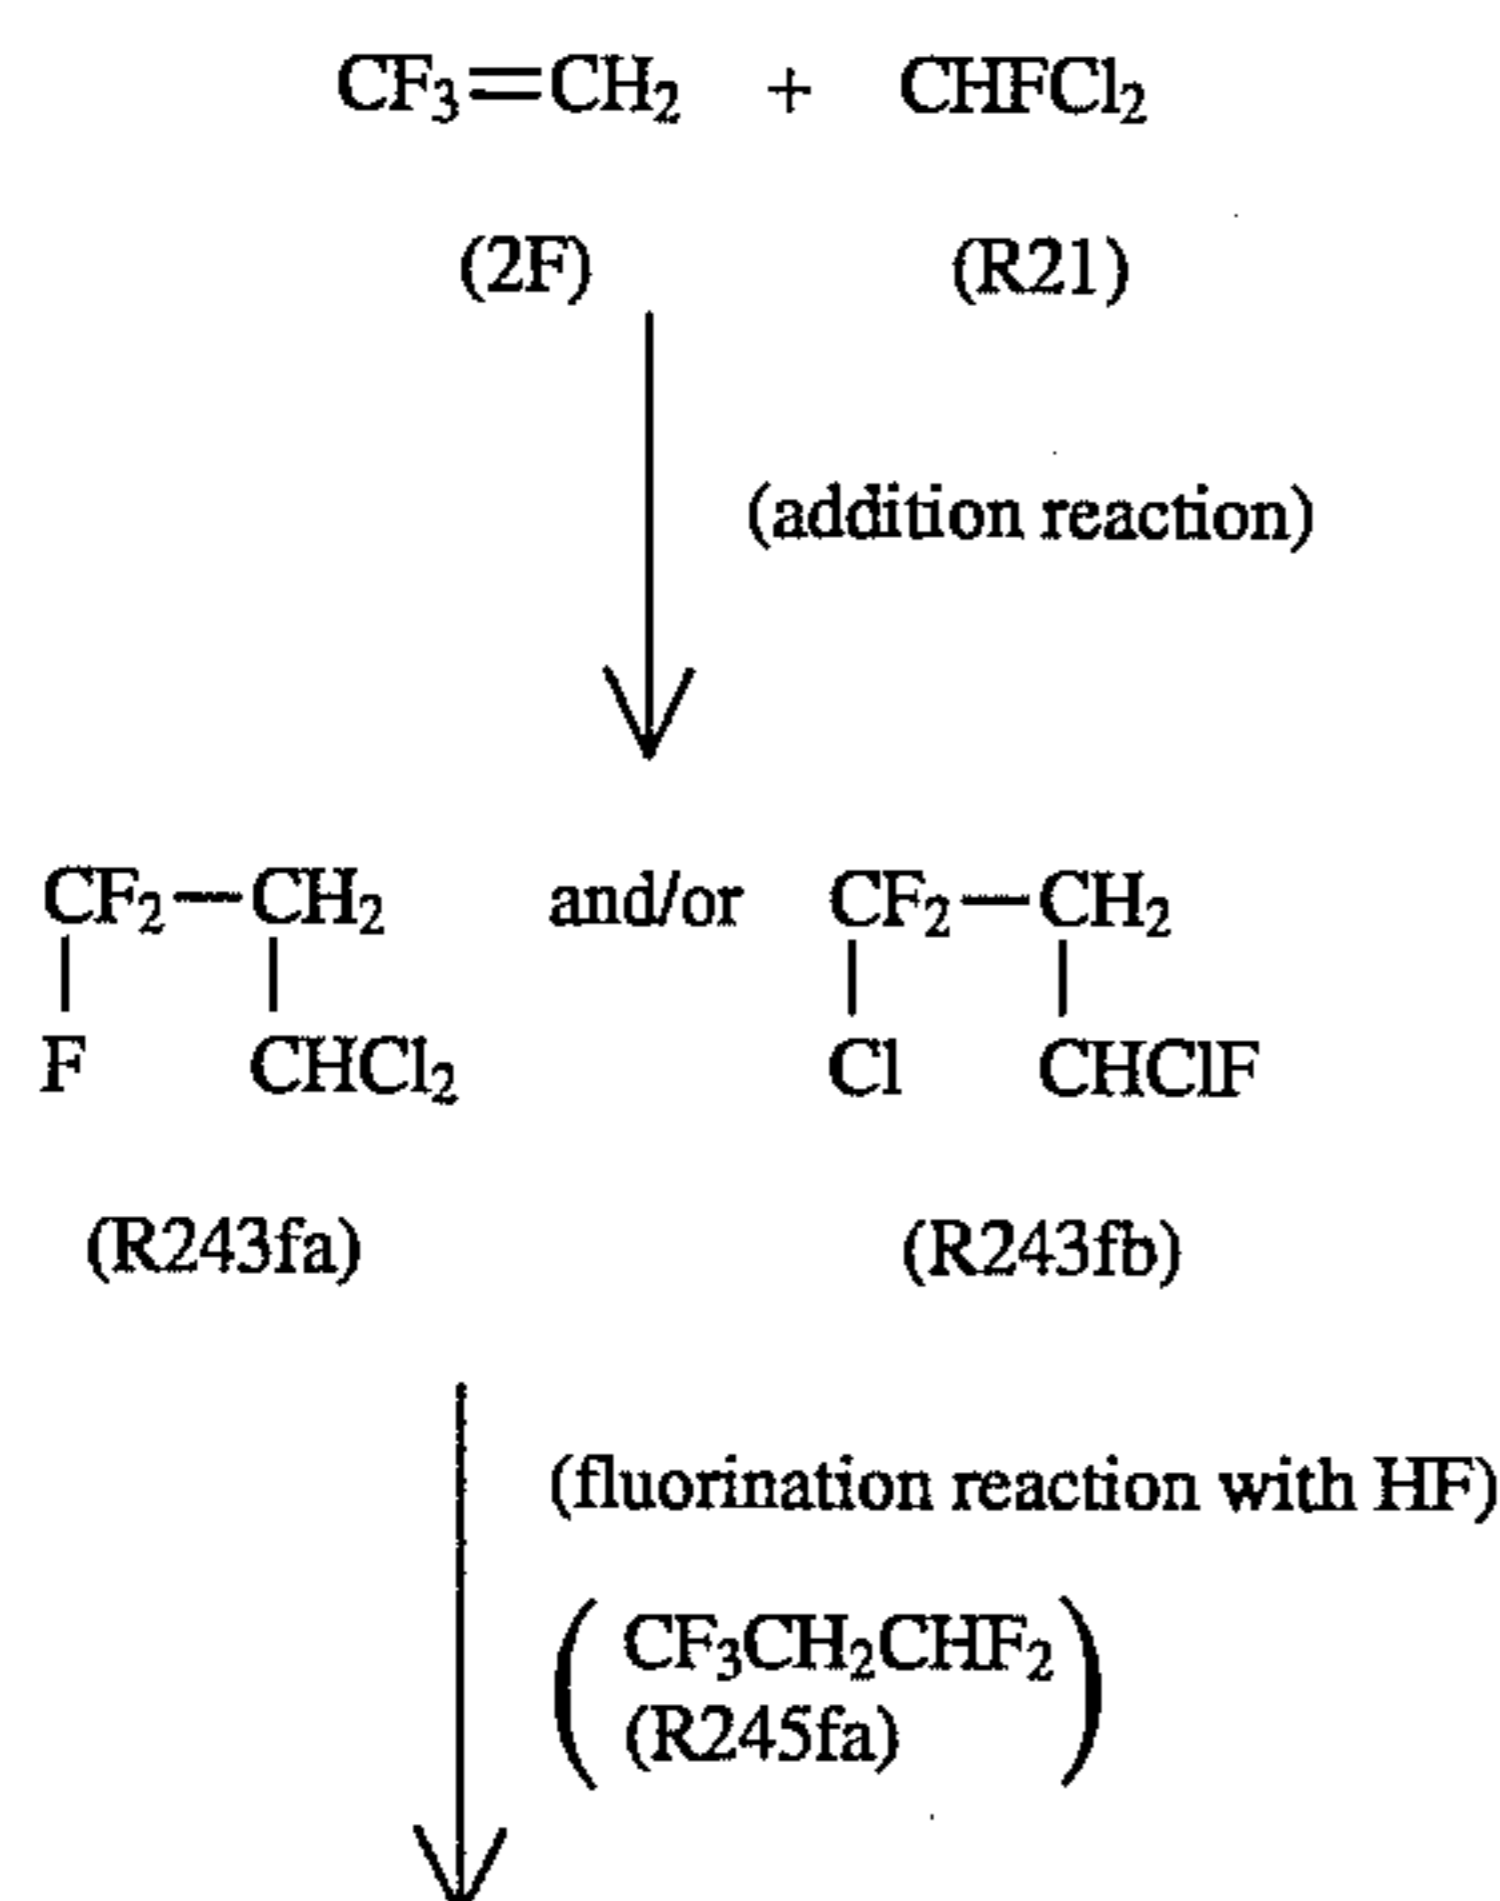 CF₃=CH₂ + CHFCl₂
(2F) (R21)
(addition reaction)
CF₂—CH₂ and/or CF₂—CH₂
F CHCl₂ Cl CHClF
(R243fa) (R243fb)
(fluorination reaction with HF)
(CF₃CH₂CHF₂
(R245fa))